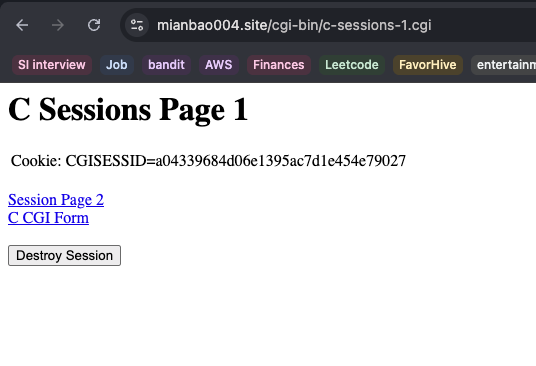 mianbao004.site/cgi-bin/c-sessions-1.cgi
SI interview Job bandit AWS Finances Leetcode FavorHive entertainm
C Sessions Page 1
Cookie: CGISESSID=a04339684d06e1395ac7d1e454e79027
Session Page 2
C CGI Form
Destroy Session